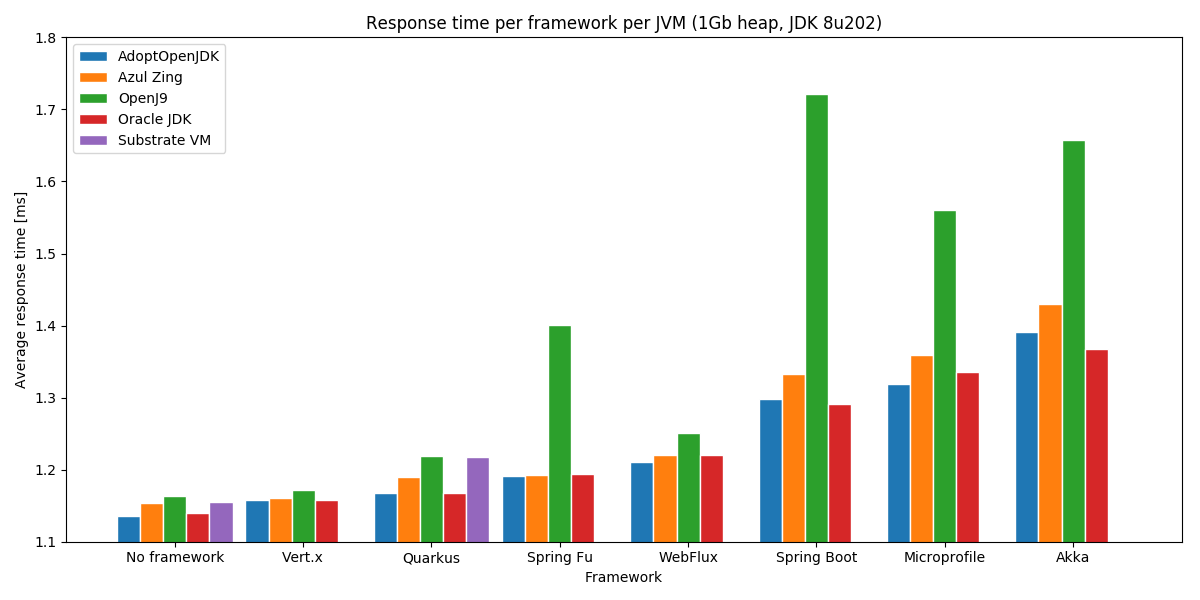 Response time per framework per JVM (1Gb heap, JDK 8u202)
AdoptOpenJDK
Azul Zing
OpenJ9
Oracle JDK
Substrate VM
Average response time [ms]
1.8
1.7
1.6
1.5
1.4
1.3
1.2
1.1
No framework Vert.x Quarkus Spring Fu WebFlux Spring Boot Microprofile Akka
Framework